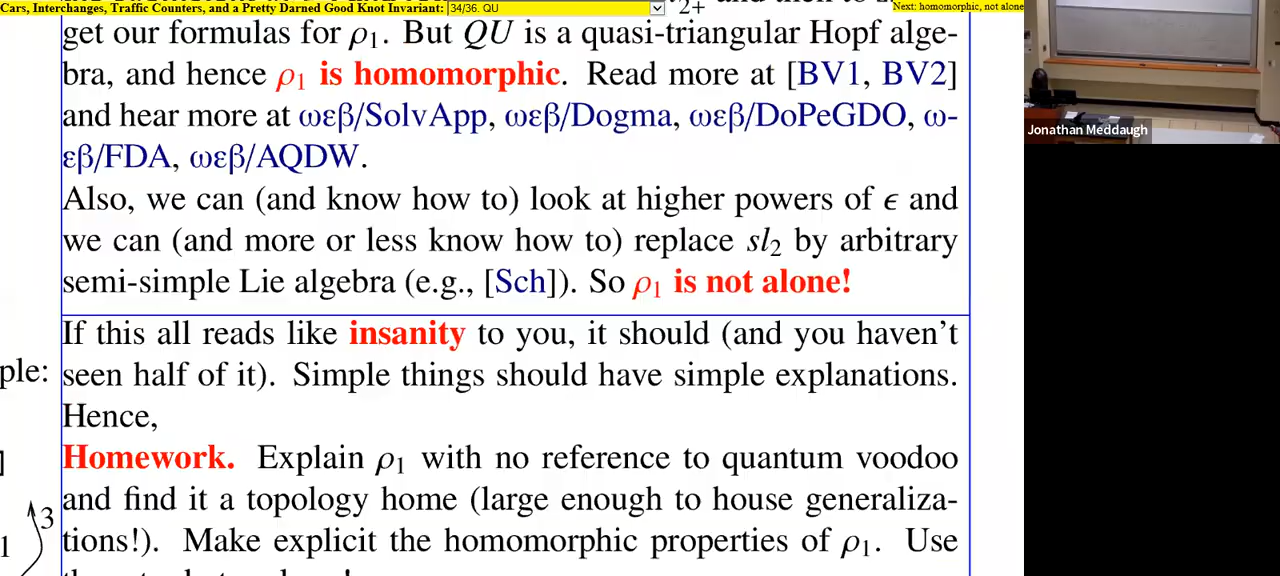 Cars, Interchanges, Traffic Counters, and a Pretty Darned Good Knot Invariant: 34/36. QU
Next: homomorphic, not alone
get our formulas for ρ1. But QU is a quasi-triangular Hopf alge-
bra, and hence ρ1 is homomorphic. Read more at [BV1, BV2]
and hear more at ωεβ/SolvApp, ωεβ/Dogma, ωεβ/DoPeGDO, ω-
εβ/FDA, ωεβ/AQDW.
Also, we can (and know how to) look at higher powers of ϵ and
we can (and more or less know how to) replace sl2 by arbitrary
semi-simple Lie algebra (e.g., [Sch]). So ρ1 is not alone!
If this all reads like insanity to you, it should (and you haven't
ple:
seen half of it). Simple things should have simple explanations.
Hence,
Homework. Explain ρ1 with no reference to quantum voodoo
]
and find it a topology home (large enough to house generaliza-
3
tions!). Make explicit the homomorphic properties of ρ1. Use
1
Jonathan Meddaugh